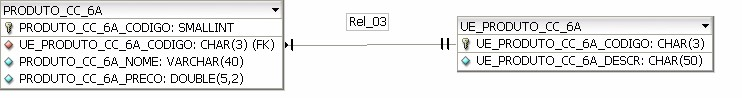 PRODUTO_CC_6A
PRODUTO_CC_6A_CODIGO: SMALLINT
UE_PRODUTO_CC_6A_CODIGO: CHAR(3) (FK)
PRODUTO_CC_6A_NOME: VARCHAR(40)
PRODUTO_CC_6A_PRECO: DOUBLE(5,2)
Rel_03
UE_PRODUTO_CC_6A
UE_PRODUTO_CC_6A_CODIGO: CHAR(3)
UE_PRODUTO_CC_6A_DESCR: CHAR(50)